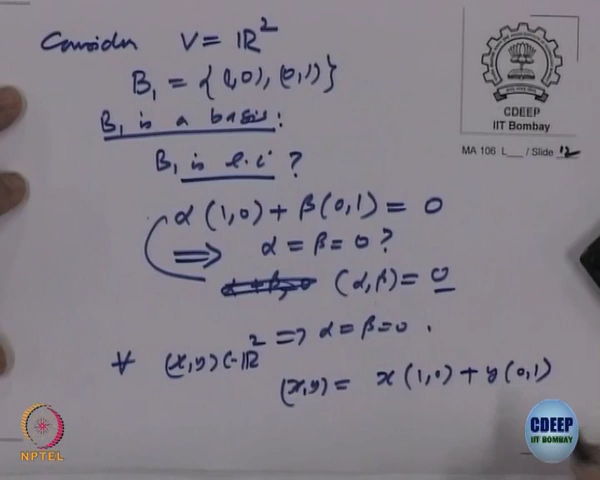 Consider V = ℝ²
B₁ = {(1,0), (0,1)}
B₁ is a basis:
B₁ is l.i ?
α(1,0) + β(0,1) = 0
⟹ α = β = 0 ?
(α,β) = 0
⟹ α = β = 0 .
∀ (x,y) ∈ ℝ²
(x,y) = x(1,0) + y(0,1)
CDEEP
IIT Bombay
MA 106 L___ / Slide 12
NPTEL
CDEEP
IIT BOMBAY